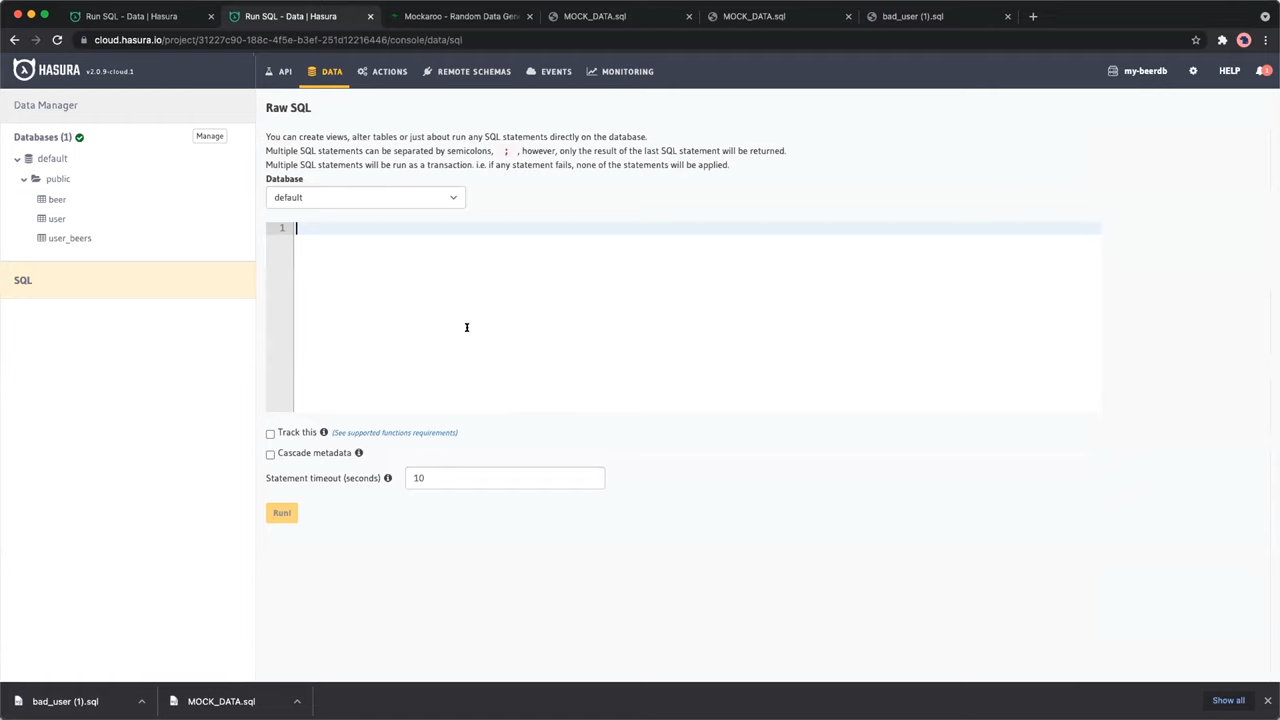 Run SQL - Data | Hasura
Run SQL - Data | Hasura
Mockaroo - Random Data Gen
MOCK_DATA.sql
MOCK_DATA.sql
bad_user (1).sql
cloud.hasura.io/project/31227c90-188c-4f5e-b3ef-251d12216446/console/data/sql
HASURA v2.0.9-cloud.1
API
DATA
ACTIONS
REMOTE SCHEMAS
EVENTS
MONITORING
my-beerdb
HELP
1
Data Manager
Databases (1)
Manage
default
public
beer
user
user_beers
SQL
Raw SQL
You can create views, alter tables or just about run any SQL statements directly on the database.
Multiple SQL statements can be separated by semicolons, ; , however, only the result of the last SQL statement will be returned.
Multiple SQL statements will be run as a transaction. i.e. if any statement fails, none of the statements will be applied.
Database
default
1
Track this (See supported functions requirements)
Cascade metadata
Statement timeout (seconds) 10
Run!
bad_user (1).sql
MOCK_DATA.sql
Show all